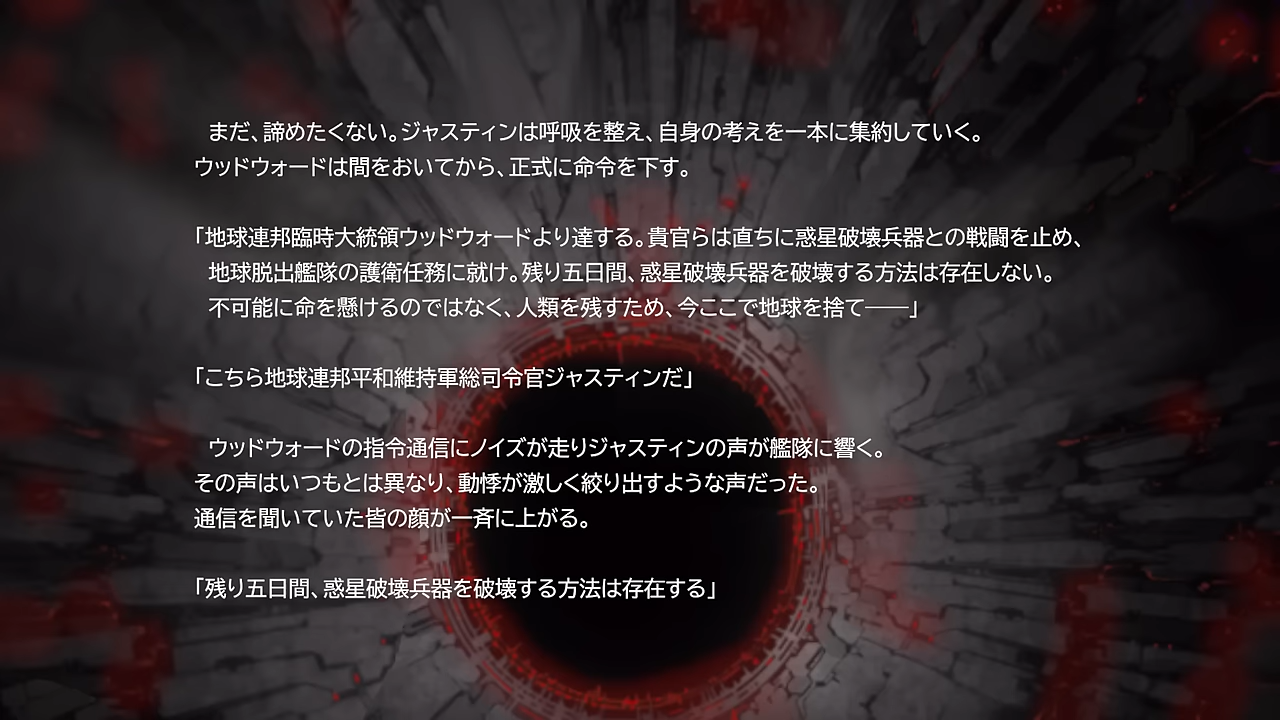 まだ、諦めたくない。ジャスティンは呼吸を整え、自身の考えを一本に集約していく。
ウッドウォードは間をおいてから、正式に命令を下す。
「地球連邦臨時大統領ウッドウォードより達する。貴官らは直ちに惑星破壊兵器との戦闘を止め、
地球脱出艦隊の護衛任務に就け。残り五日間、惑星破壊兵器を破壊する方法は存在しない。
不可能に命を懸けるのではなく、人類を残すため、今ここで地球を捨て――」
「こちら地球連邦平和維持軍総司令官ジャスティンだ」
ウッドウォードの指令通信にノイズが走りジャスティンの声が艦隊に響く。
その声はいつもとは異なり、動悸が激しく絞り出すような声だった。
通信を聞いていた皆の顔が一斉に上がる。
「残り五日間、惑星破壊兵器を破壊する方法は存在する」